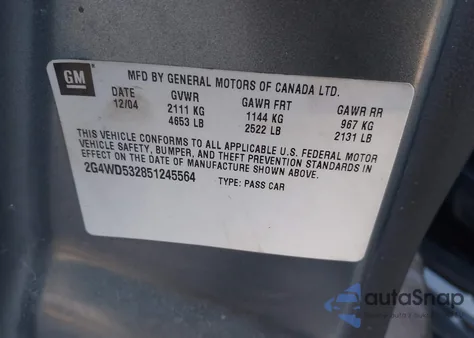 GM
MFD BY GENERAL MOTORS OF CANADA LTD.
DATE GVWR GAWR FRT GAWR RR
12/04 2111 KG 1144 KG 967 KG
4653 LB 2522 LB 2131 LB
THIS VEHICLE CONFORMS TO ALL APPLICABLE U.S. FEDERAL MOTOR
VEHICLE SAFETY, BUMPER, AND THEFT PREVENTION STANDARDS IN
EFFECT ON THE DATE OF MANUFACTURE SHOWN ABOVE.
2G4WD532851245564 TYPE: PASS CAR
autoSnap
Today's Auction Future